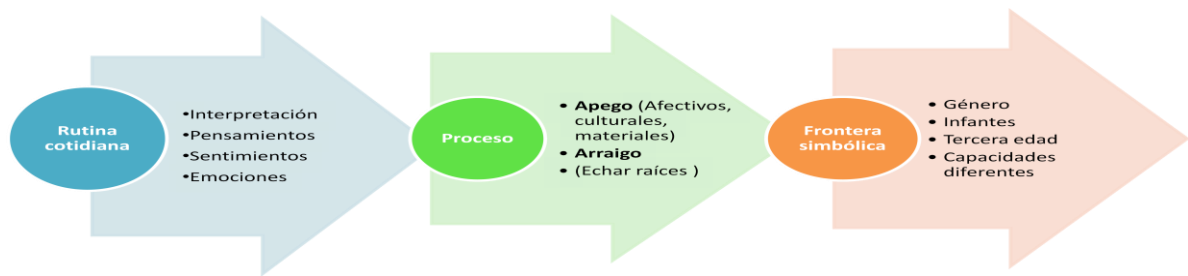 Rutina
cotidiana
•Interpretación
•Pensamientos
•Sentimientos
•Emociones
Proceso
• Apego (Afectivos,
culturales,
materiales)
• Arraigo
• (Echar raíces )
Frontera
simbólica
• Género
• Infantes
• Tercera edad
• Capacidades
diferentes